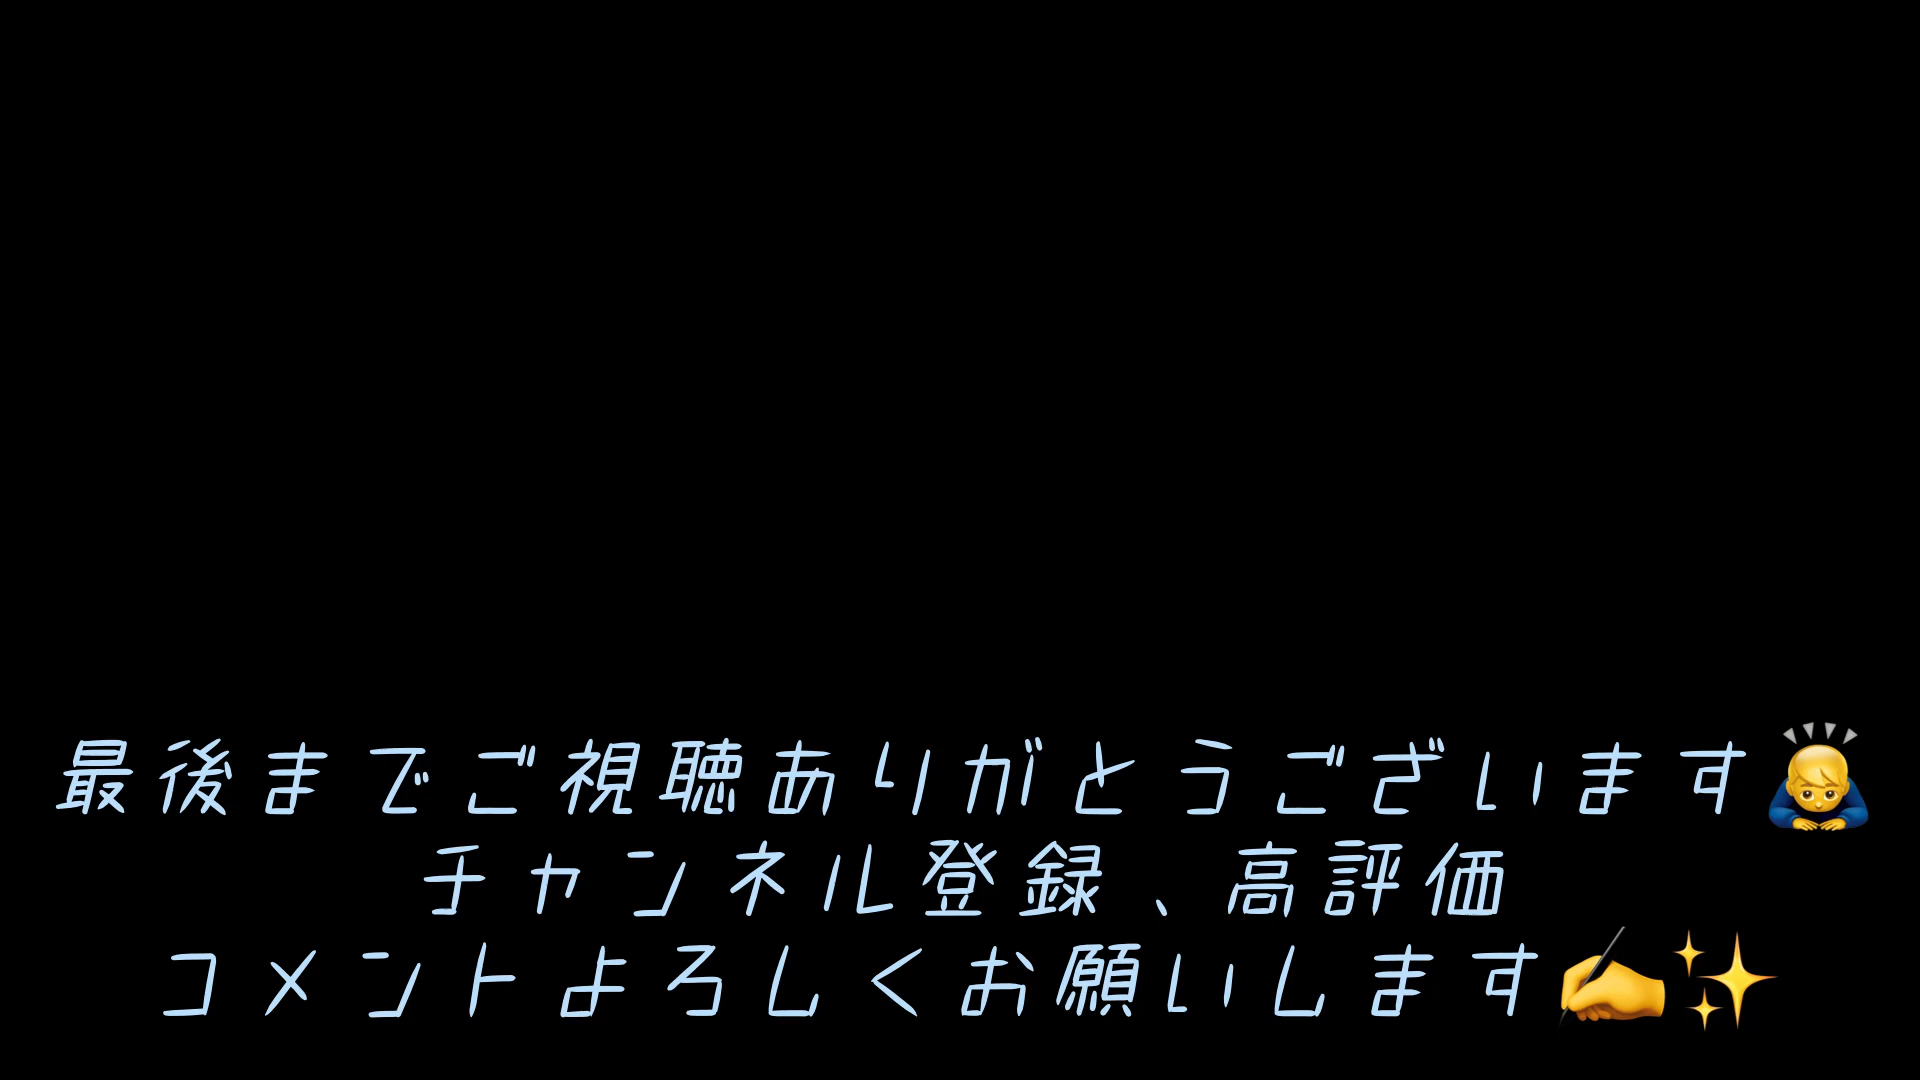 最後までご視聴ありがとうございます🙇
チャンネル登録、高評価
コメントよろしくお願いします✍️✨